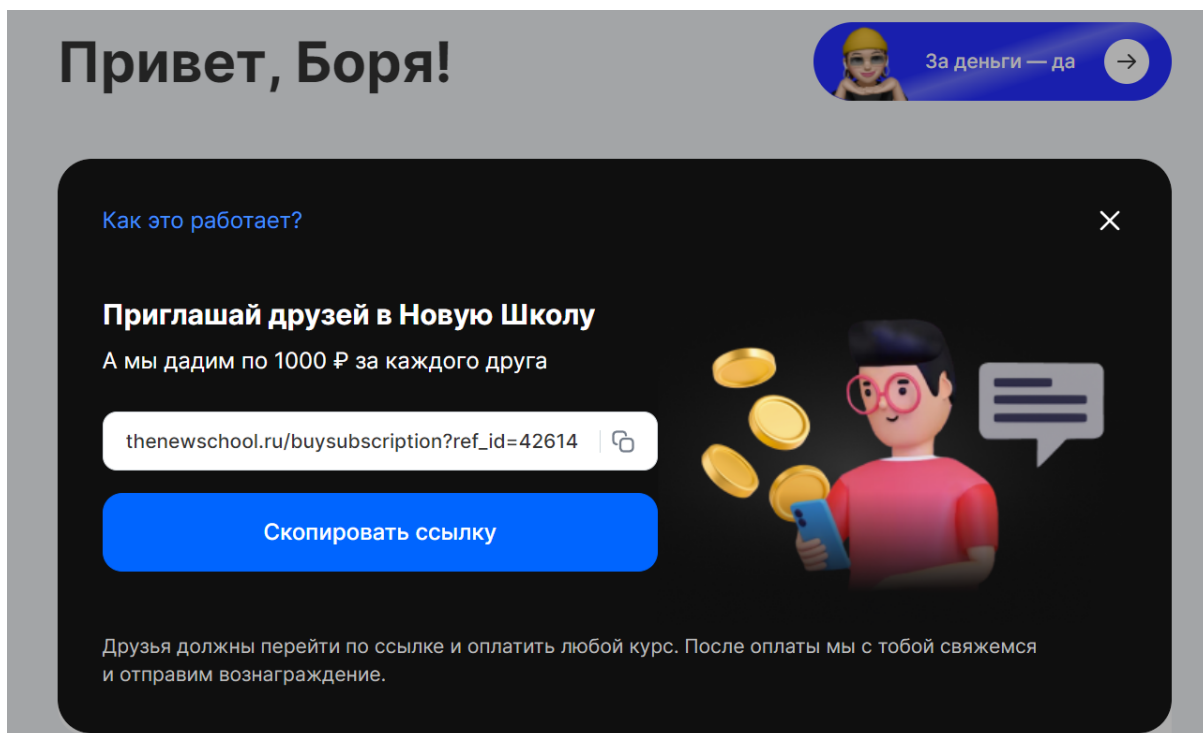 Привет, Боря!
За деньги — да
Как это работает?
Приглашай друзей в Новую Школу
А мы дадим по 1000 ₽ за каждого друга
thenewschool.ru/buysubscription?ref_id=42614
Скопировать ссылку
Друзья должны перейти по ссылке и оплатить любой курс. После оплаты мы с тобой свяжемся
и отправим вознаграждение.